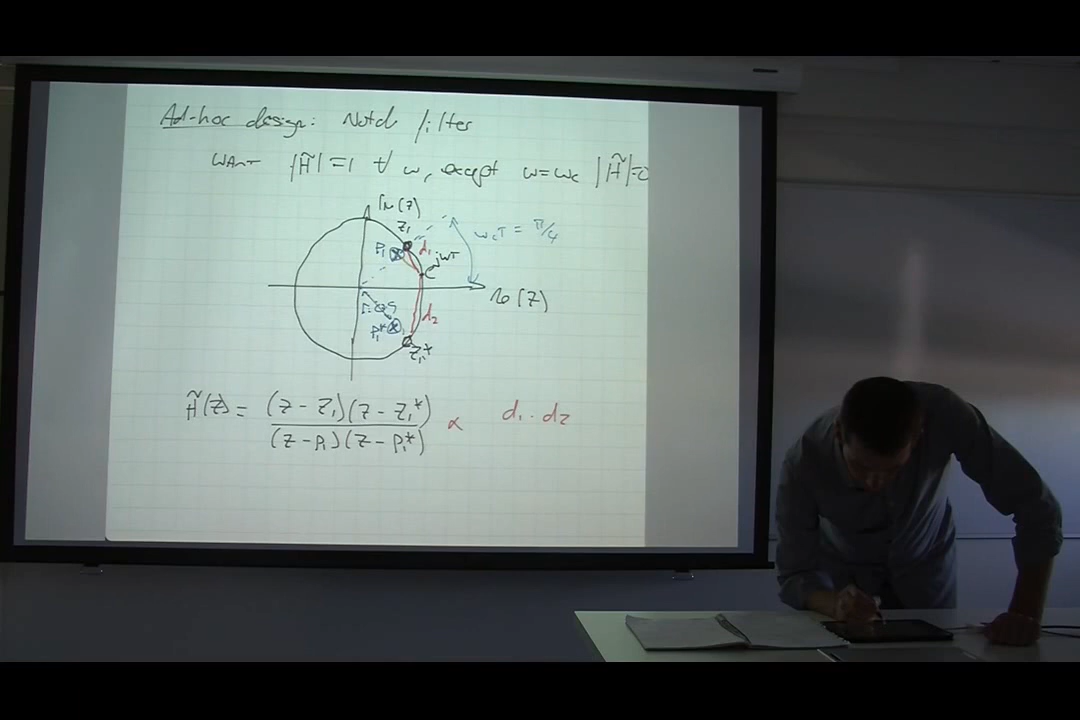 Ad-hoc design: Notch filter
WANT |H̃| = 1 ∀ ω, except ω = ωc |H̃| = 0
Im(z)
z₁
p₁
d₁
ωcT = π/4
e^jωT
Re(z)
d₂
p₁*
z₁*
H̃(z) = (z - z₁)(z - z₁*) / (z - p₁)(z - p₁*) ∝ d₁ · d₂